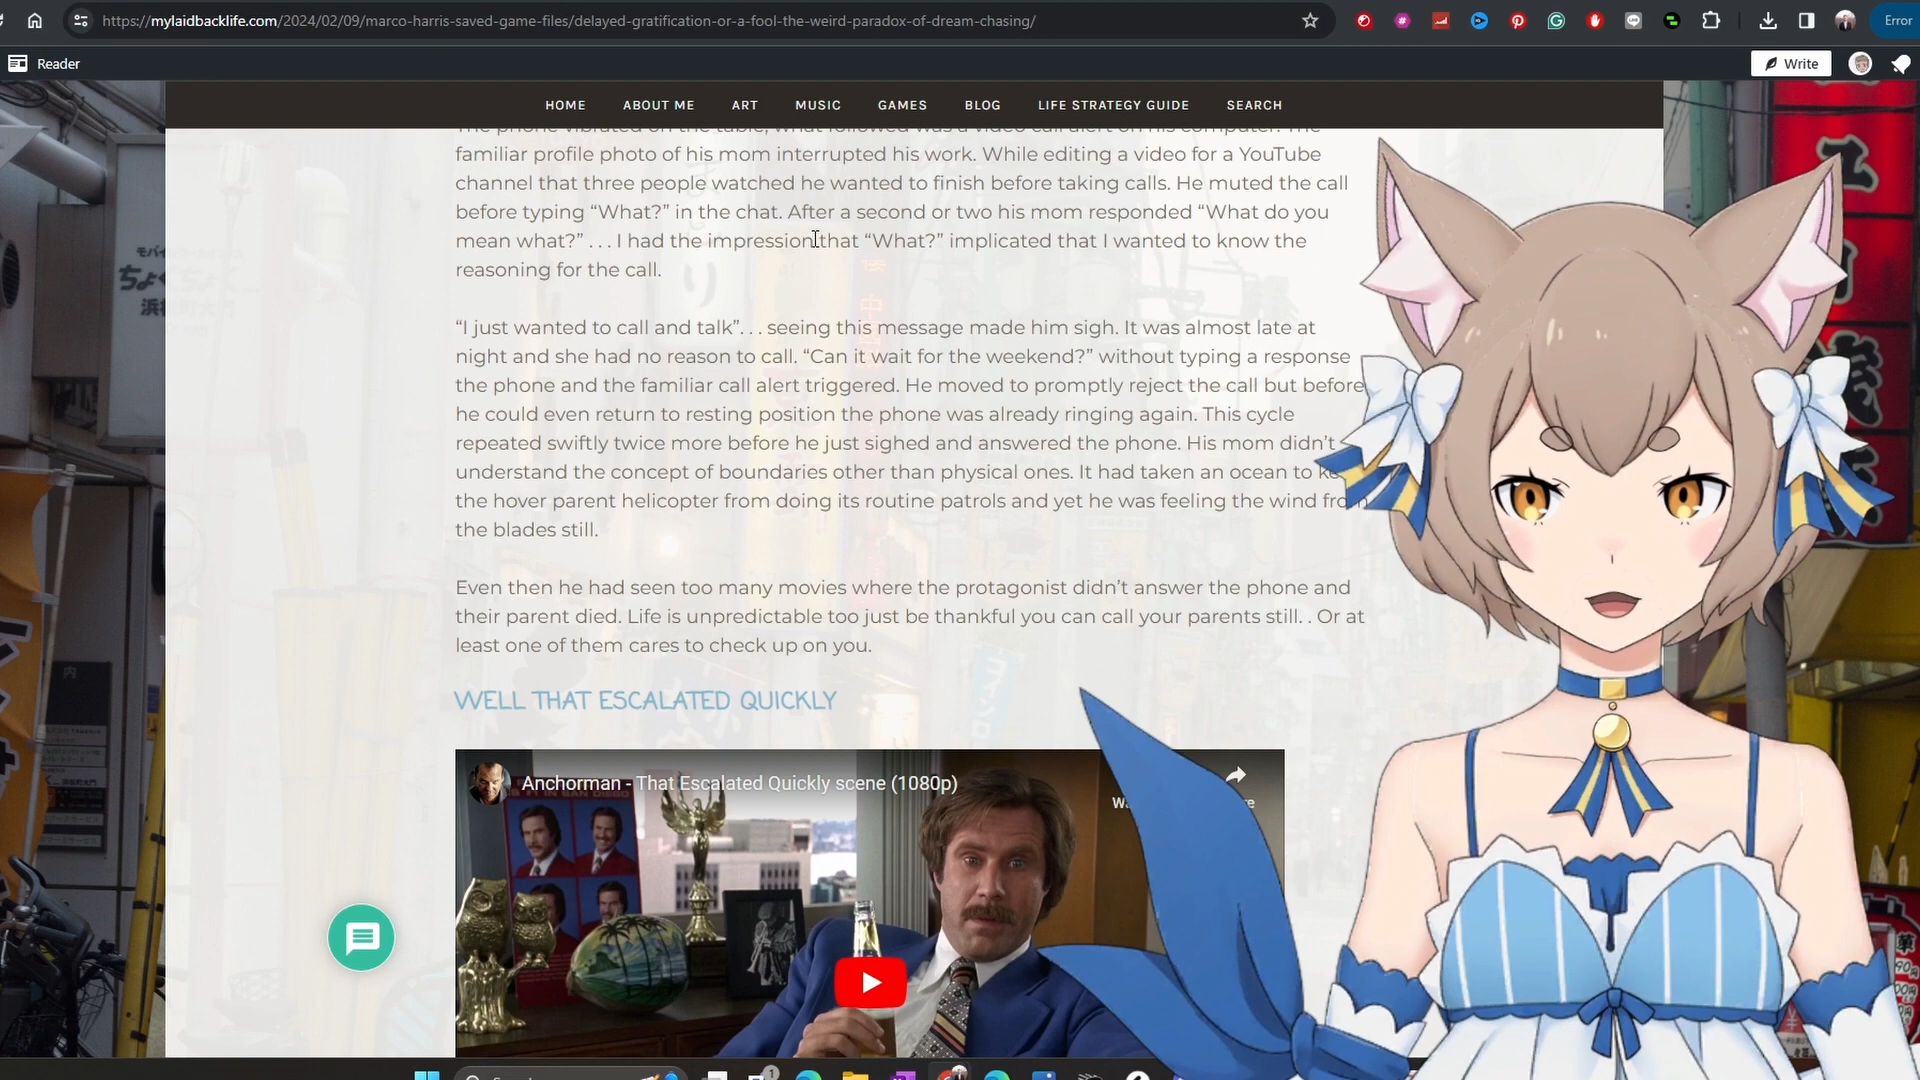 https://mylaidbacklife.com/2024/02/09/marco-harris-saved-game-files/delayed-gratification-or-a-fool-the-weird-paradox-of-dream-chasing/
Error
Reader
Write
HOME ABOUT ME ART MUSIC GAMES BLOG LIFE STRATEGY GUIDE SEARCH
The phone vibrated on the table, what followed was a video call alert on his computer. The
familiar profile photo of his mom interrupted his work. While editing a video for a YouTube
channel that three people watched he wanted to finish before taking calls. He muted the call
before typing “What?” in the chat. After a second or two his mom responded “What do you
mean what?” . . . I had the impression that “What?” implicated that I wanted to know the
reasoning for the call.
“I just wanted to call and talk”. . . seeing this message made him sigh. It was almost late at
night and she had no reason to call. “Can it wait for the weekend?” without typing a response
the phone and the familiar call alert triggered. He moved to promptly reject the call but before
he could even return to resting position the phone was already ringing again. This cycle
repeated swiftly twice more before he just sighed and answered the phone. His mom didn’t
understand the concept of boundaries other than physical ones. It had taken an ocean to
the hover parent helicopter from doing its routine patrols and yet he was feeling the wind from
the blades still.
Even then he had seen too many movies where the protagonist didn’t answer the phone and
their parent died. Life is unpredictable too just be thankful you can call your parents still. . Or at
least one of them cares to check up on you.
WELL THAT ESCALATED QUICKLY
Anchorman - That Escalated Quickly scene (1080p)